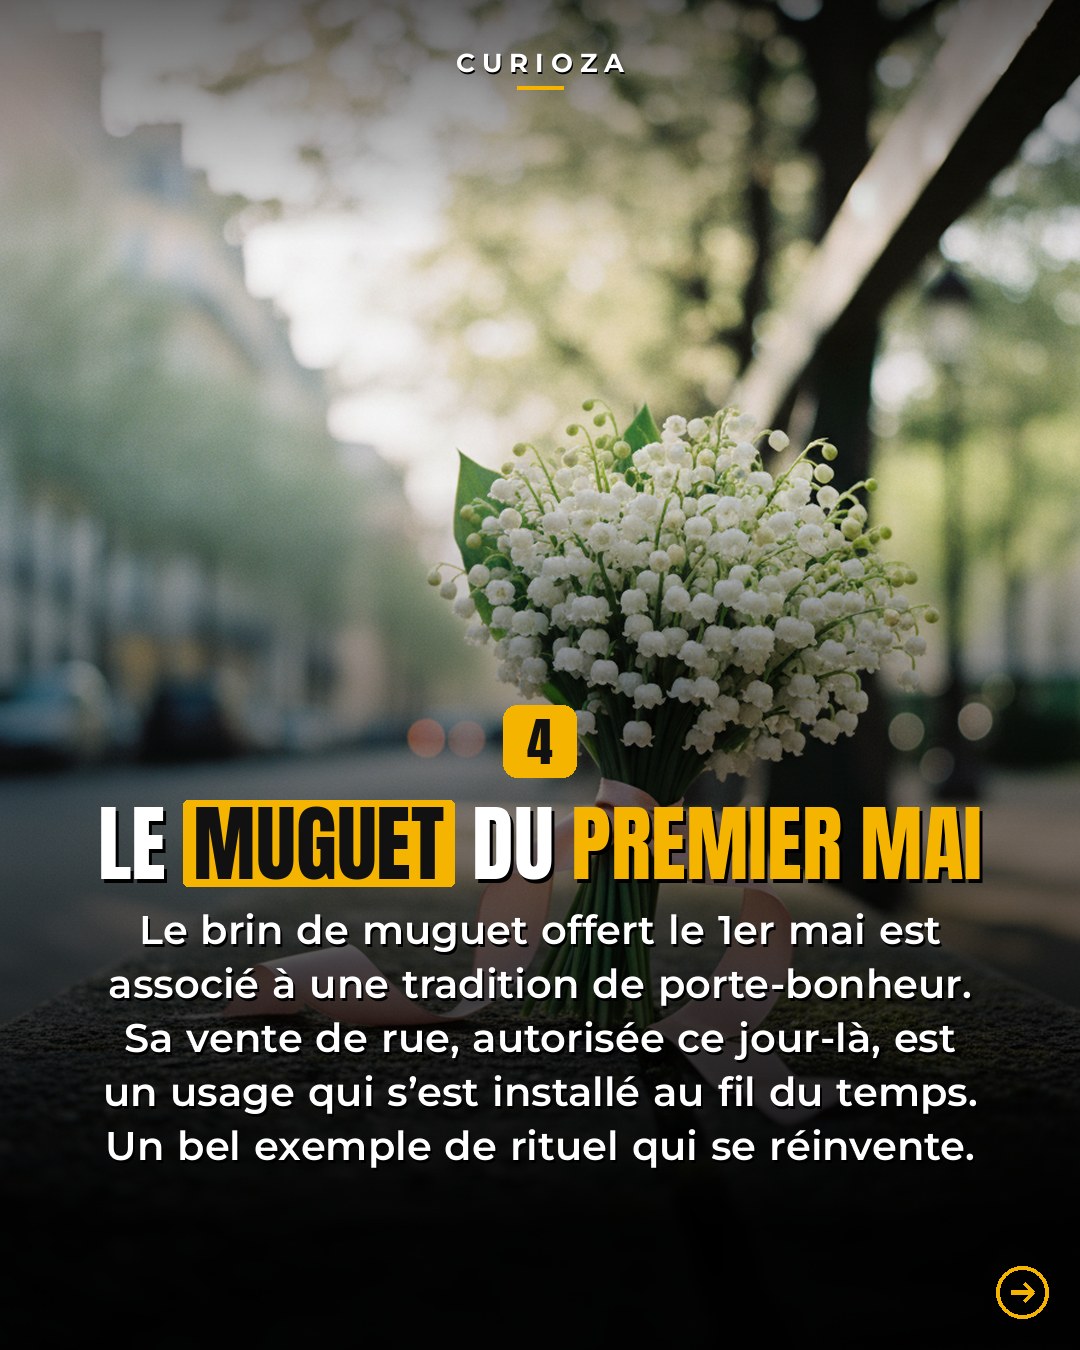 CURIOZA
4
LE MUGUET DU PREMIER MAI
Le brin de muguet offert le 1er mai est
associé à une tradition de porte-bonheur.
Sa vente de rue, autorisée ce jour-là, est
un usage qui s’est installé au fil du temps.
Un bel exemple de rituel qui se réinvente.